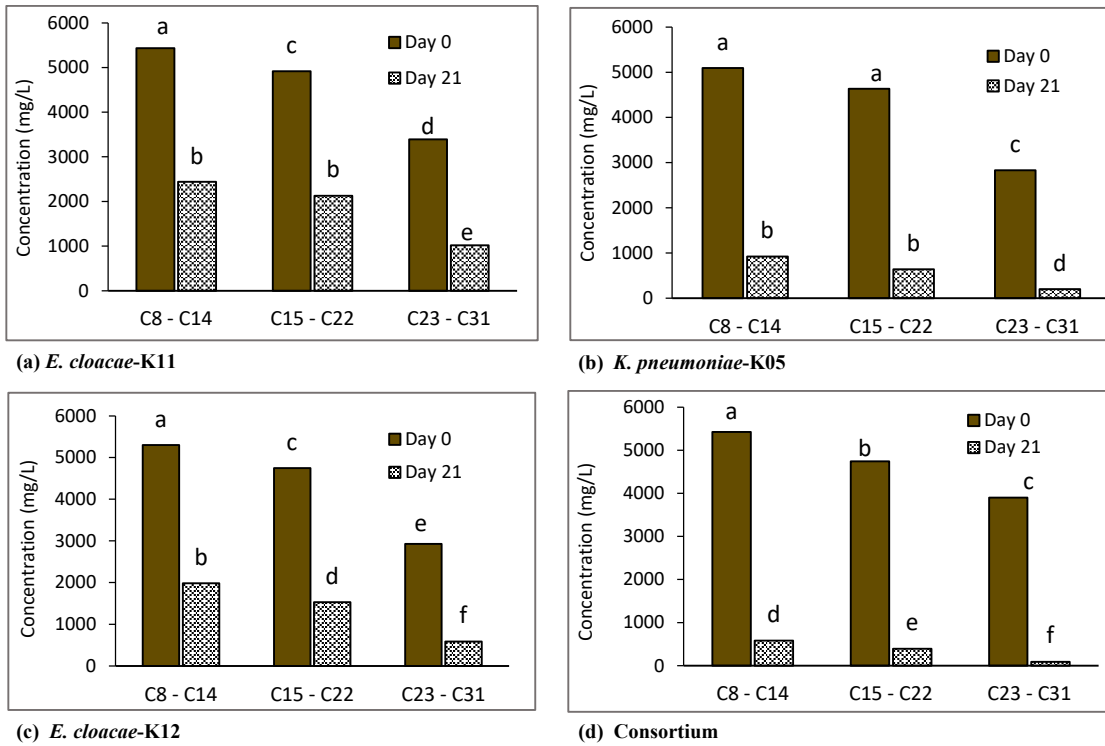 6000
5000
4000
3000
2000
1000
0
Concentration (mg/L)
a
b
c
b
d
e
Day 0
Day 21
C8 - C14
C15 - C22
C23 - C31
(a) E. cloacae-K11
6000
5000
4000
3000
2000
1000
0
Concentration (mg/L)
a
b
a
b
c
d
Day 0
Day 21
C8 - C14
C15 - C22
C23 - C31
(b) K. pneumoniae-K05
6000
5000
4000
3000
2000
1000
0
Concentration (mg/L)
a
b
c
d
e
f
Day 0
Day 21
C8 - C14
C15 - C22
C23 - C31
(c) E. cloacae-K12
6000
5000
4000
3000
2000
1000
0
Concentration (mg/L)
a
d
b
e
c
f
Day 0
Day 21
C8 - C14
C15 - C22
C23 - C31
(d) Consortium